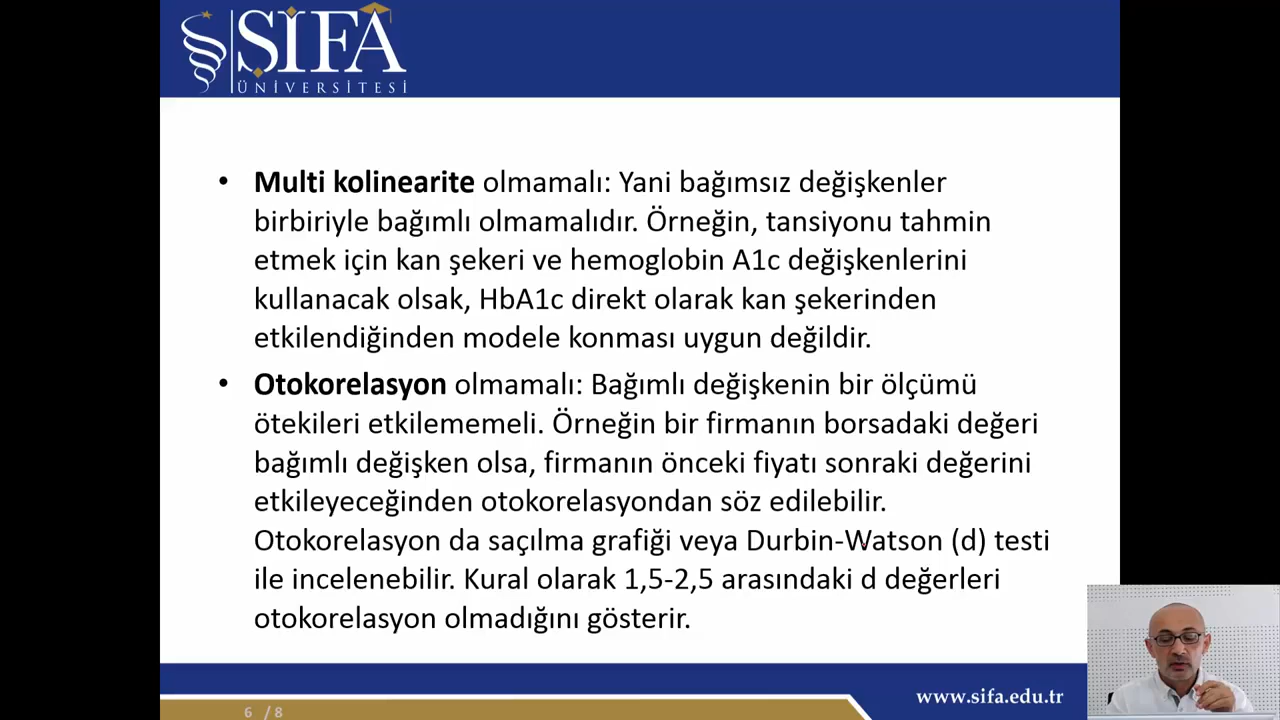 ŞİFA
ÜNİVERSİTESİ
• Multi kolinearite olmamalı: Yani bağımsız değişkenler
birbiriyle bağımlı olmamalıdır. Örneğin, tansiyonu tahmin
etmek için kan şekeri ve hemoglobin A1c değişkenlerini
kullanacak olsak, HbA1c direkt olarak kan şekerinden
etkilendiğinden modele konması uygun değildir.
• Otokorelasyon olmamalı: Bağımlı değişkenin bir ölçümü
ötekileri etkilememeli. Örneğin bir firmanın borsadaki değeri
bağımlı değişken olsa, firmanın önceki fiyatı sonraki değerini
etkileyeceğinden otokorelasyondan söz edilebilir.
Otokorelasyon da saçılma grafiği veya Durbin-Watson (d) testi
ile incelenebilir. Kural olarak 1,5-2,5 arasındaki d değerleri
otokorelasyon olmadığını gösterir.
www.sifa.edu.tr
6 / 8